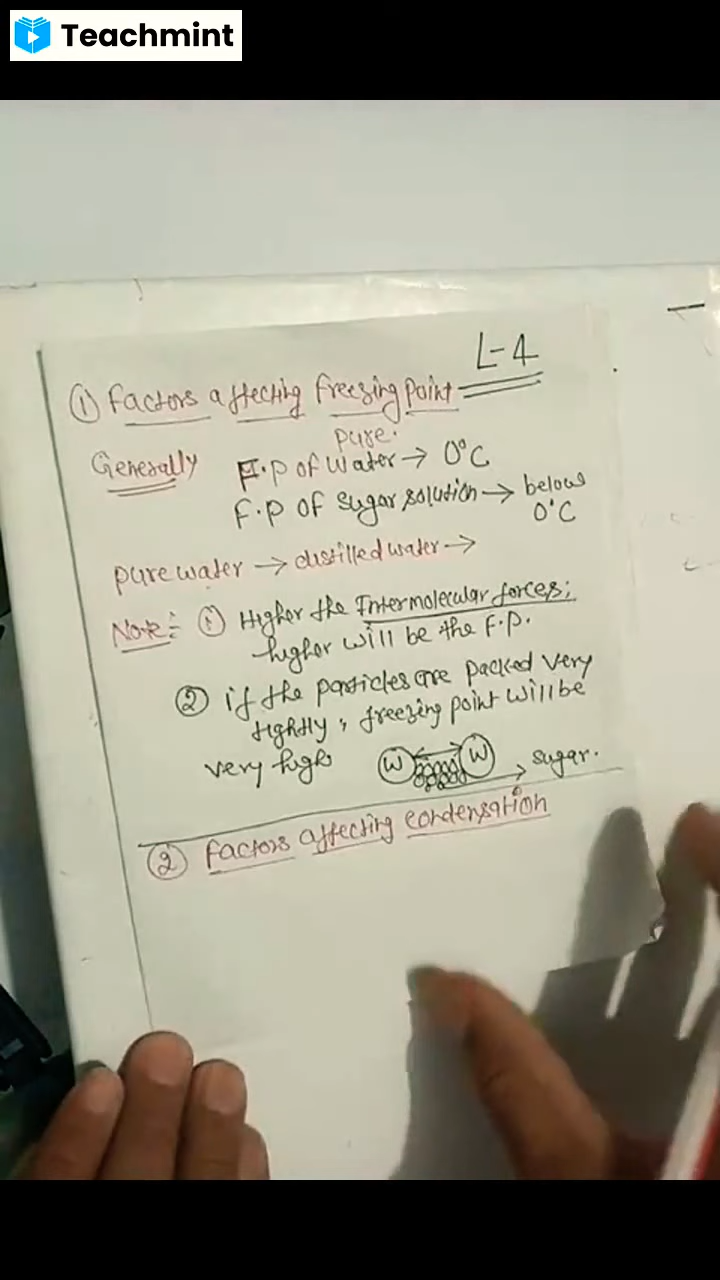 Teachmint
L-4
① Factors affecting Freezing Point
pure.
Generally F.p of Water → 0°C
F.p OF Sugar solution → below
0°C
pure water → distilled water →
Note:- ① Higher the Intermolecular forces;
higher will be the F.p.
② if the particles are packed very
tightly, freezing point will be
very high
W W sugar.
② Factors affecting condensation